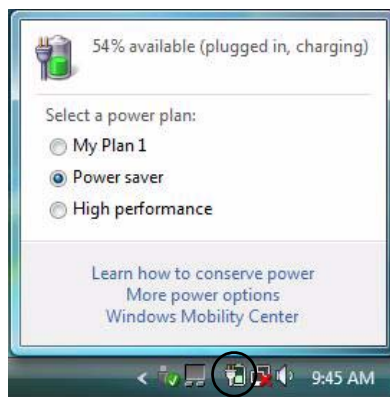 54% available (plugged in, charging)
Select a power plan:
My Plan 1
Power saver
High performance
Learn how to conserve power
More power options
Windows Mobility Center
9:45 AM